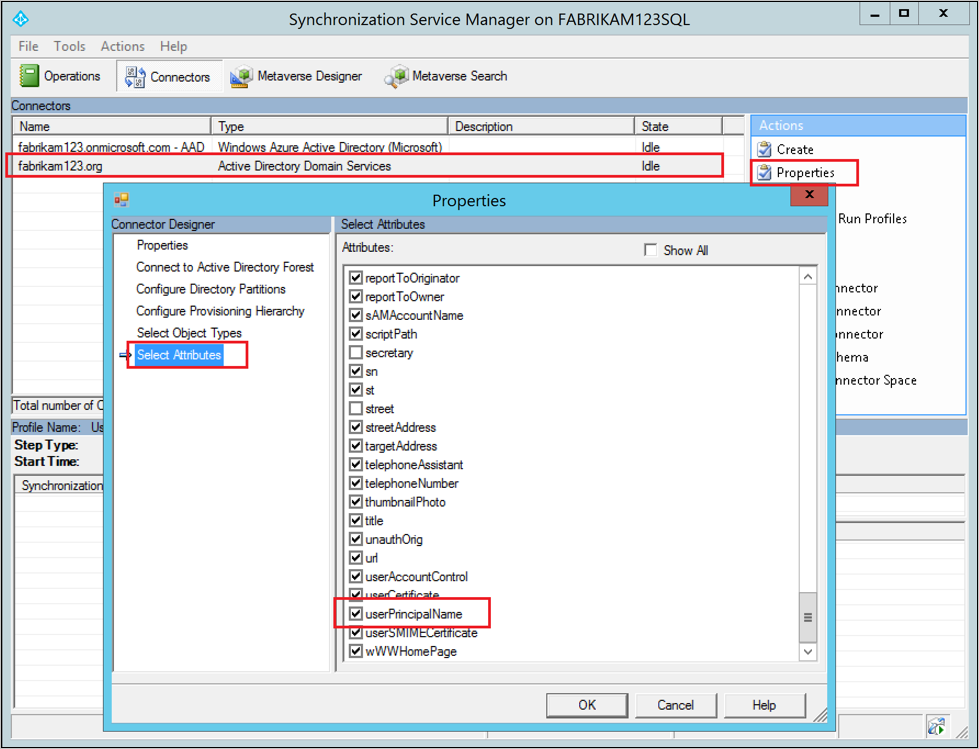 Synchronization Service Manager on FABRIKAM123SQL
File Tools Actions Help
Operations Connectors Metaverse Designer Metaverse Search
Connectors
Name Type Description State
fabrikam123.onmicrosoft.com - AAD Windows Azure Active Directory (Microsoft) Idle
fabrikam123.org Active Directory Domain Services Idle
Actions
Create
Properties
Run Profiles
nnector
nnector
onnector
hema
nnector Space
Total number of C
Profile Name: Us
Step Type:
Start Time:
Synchronization
Properties
Connector Designer
Properties
Connect to Active Directory Forest
Configure Directory Partitions
Configure Provisioning Hierarchy
Select Object Types
Select Attributes
Select Attributes
Attributes: Show All
reportToOriginator
reportToOwner
sAMAccountName
scriptPath
secretary
sn
st
street
streetAddress
targetAddress
telephoneAssistant
telephoneNumber
thumbnailPhoto
title
unauthOrig
url
userAccountControl
userCertificate
userPrincipalName
userSMIMECertificate
wWWHomePage
OK Cancel Help